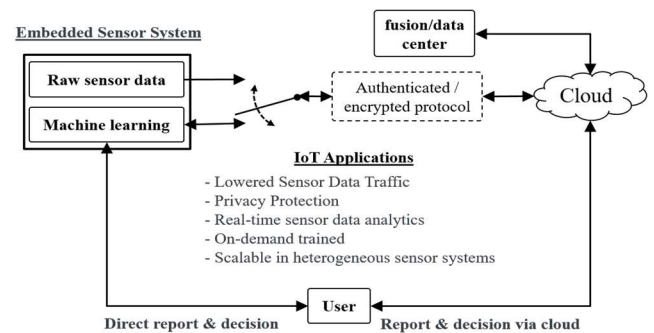 Embedded Sensor System
fusion/data
center
Raw sensor data
Machine learning
Authenticated /
encrypted protocol
Cloud
IoT Applications
- Lowered Sensor Data Traffic
- Privacy Protection
- Real-time sensor data analytics
- On-demand trained
- Scalable in heterogeneous sensor systems
User
Direct report & decision
Report & decision via cloud